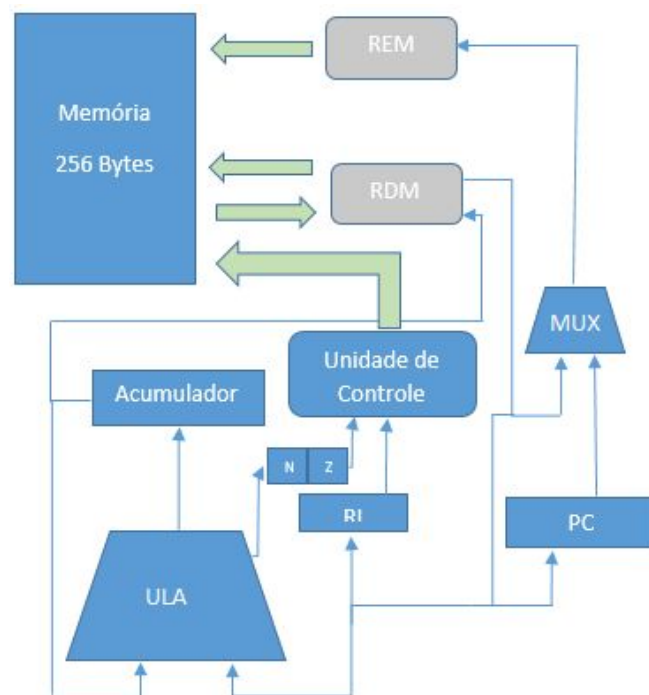 REM
Memória
256 Bytes
RDM
MUX
Unidade de
Controle
Acumulador
N Z
RI
PC
ULA